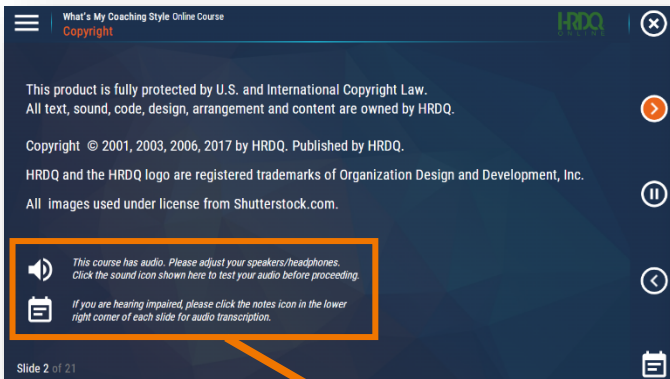 What's My Coaching Style Online Course
Copyright
HRDQ
ONLINE
This product is fully protected by U.S. and International Copyright Law.
All text, sound, code, design, arrangement and content are owned by HRDQ.
Copyright © 2001, 2003, 2006, 2017 by HRDQ. Published by HRDQ.
HRDQ and the HRDQ logo are registered trademarks of Organization Design and Development, Inc.
All images used under license from Shutterstock.com.
This course has audio. Please adjust your speakers/headphones.
Click the sound icon shown here to test your audio before proceeding.
If you are hearing impaired, please click the notes icon in the lower
right corner of each slide for audio transcription.
Slide 2 of 21